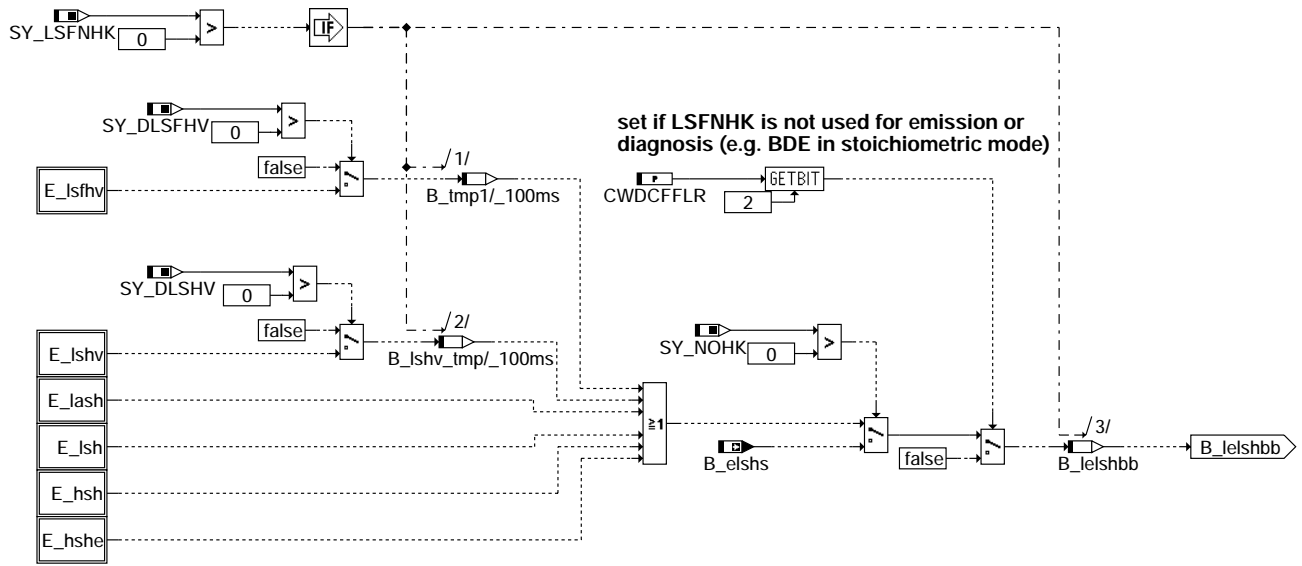 SY_LSFNHK
0
>
IF
SY_DLSFHV
0
>
set if LSFNHK is not used for emission or
diagnosis (e.g. BDE in stoichiometric mode)
false
/1/
E_lsfhv
B_tmp1/_100ms
CWDCFFLR
P
GETBIT
2
SY_DLSHV
0
>
false
/2/
E_lshv
B_lshv_tmp/_100ms
SY_NOHK
0
>
E_lash
≥1
E_lsh
B_elshs
false
/3/
B_lelshbb
B_lelshbb
E_hsh
E_hshe